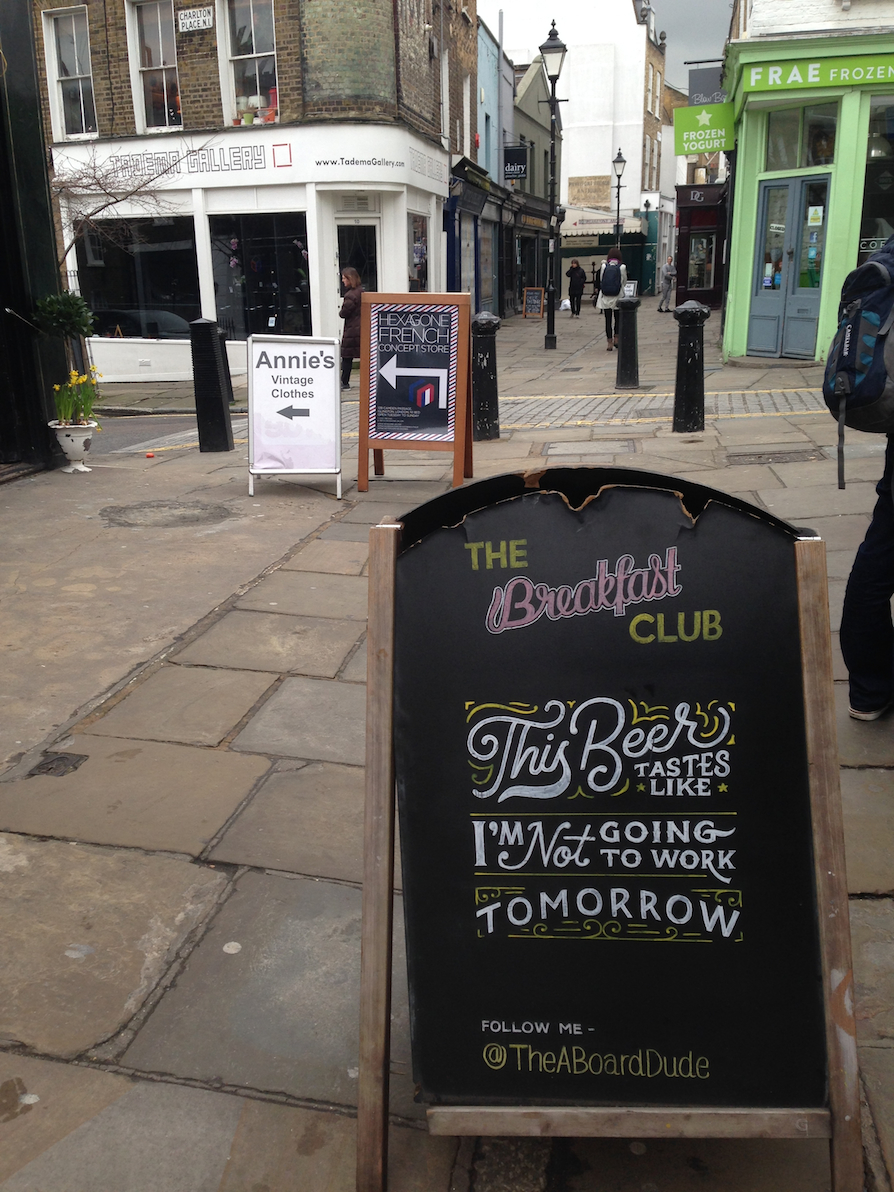 CHARLTON
PLACE. N.1.
TADEMA GALLERY
www.TademaGallery.com
dairy
FRAE FROZEN
FROZEN
YOGURT
DG
Annie's
Vintage
Clothes
HEXAGONE
FRENCH
CONCEPT STORE
THE
Breakfast
CLUB
This Beer
TASTES
LIKE
I'M Not GOING
TO WORK
TOMORROW
FOLLOW ME -
@TheABoardDude